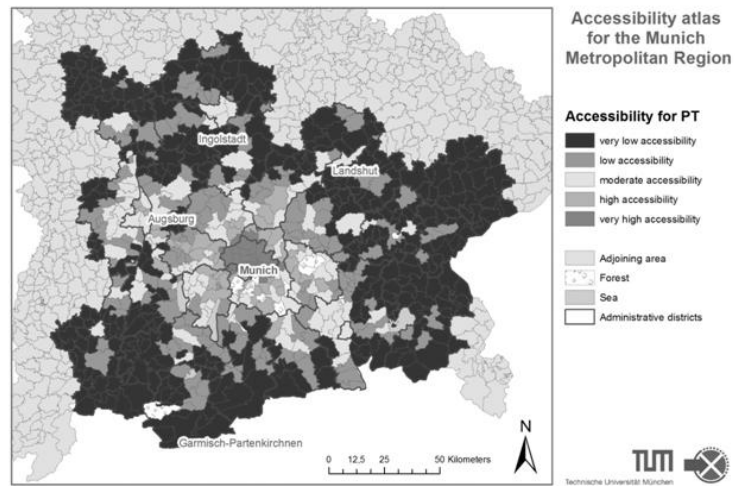 Accessibility atlas
for the Munich
Metropolitan Region
Accessibility for PT
very low accessibility
low accessibility
moderate accessibility
high accessibility
very high accessibility
Adjoining area
Forest
Sea
Administrative districts
Ingolstadt
Landshut
Augsburg
Munich
Garmisch-Partenkirchnen
N
0 12,5 25 50 Kilometers
TUM
Technische Universität München